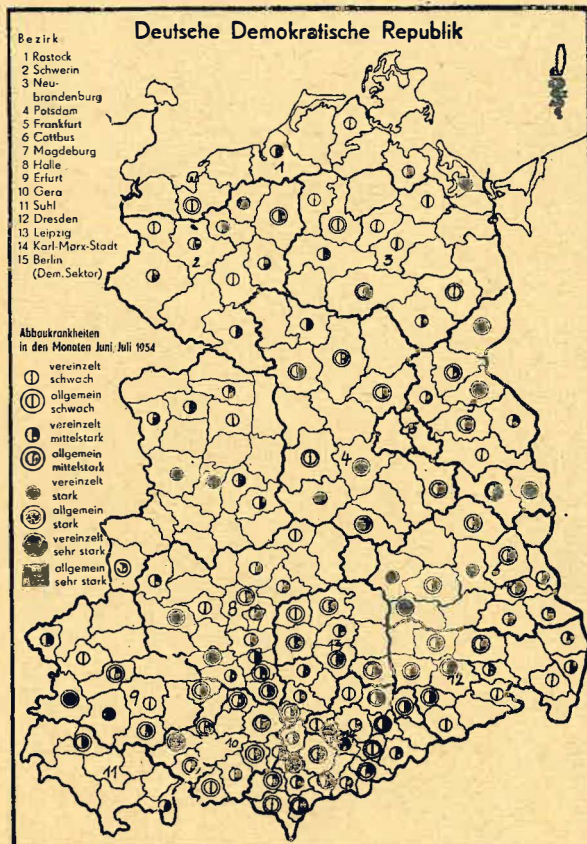 Deutsche Demokratische Republik
Bezirk
1 Rostock
2 Schwerin
3 Neu-
brandenburg
4 Potsdam
5 Frankfurt
6 Cottbus
7 Magdeburg
8 Halle
9 Erfurt
10 Gera
11 Suhl
12 Dresden
13 Leipzig
14 Karl-Marx-Stadt
15 Berlin
(Dem. Sektor)
Abbaukrankheiten
in den Monaten Juni/Juli 1954
vereinzelt
schwach
allgemein
schwach
vereinzelt
mittelstark
allgemein
mittelstark
vereinzelt
stark
allgemein
stark
vereinzelt
sehr stark
allgemein
sehr stark
1
2
3
4
8
9
10
11
12
13